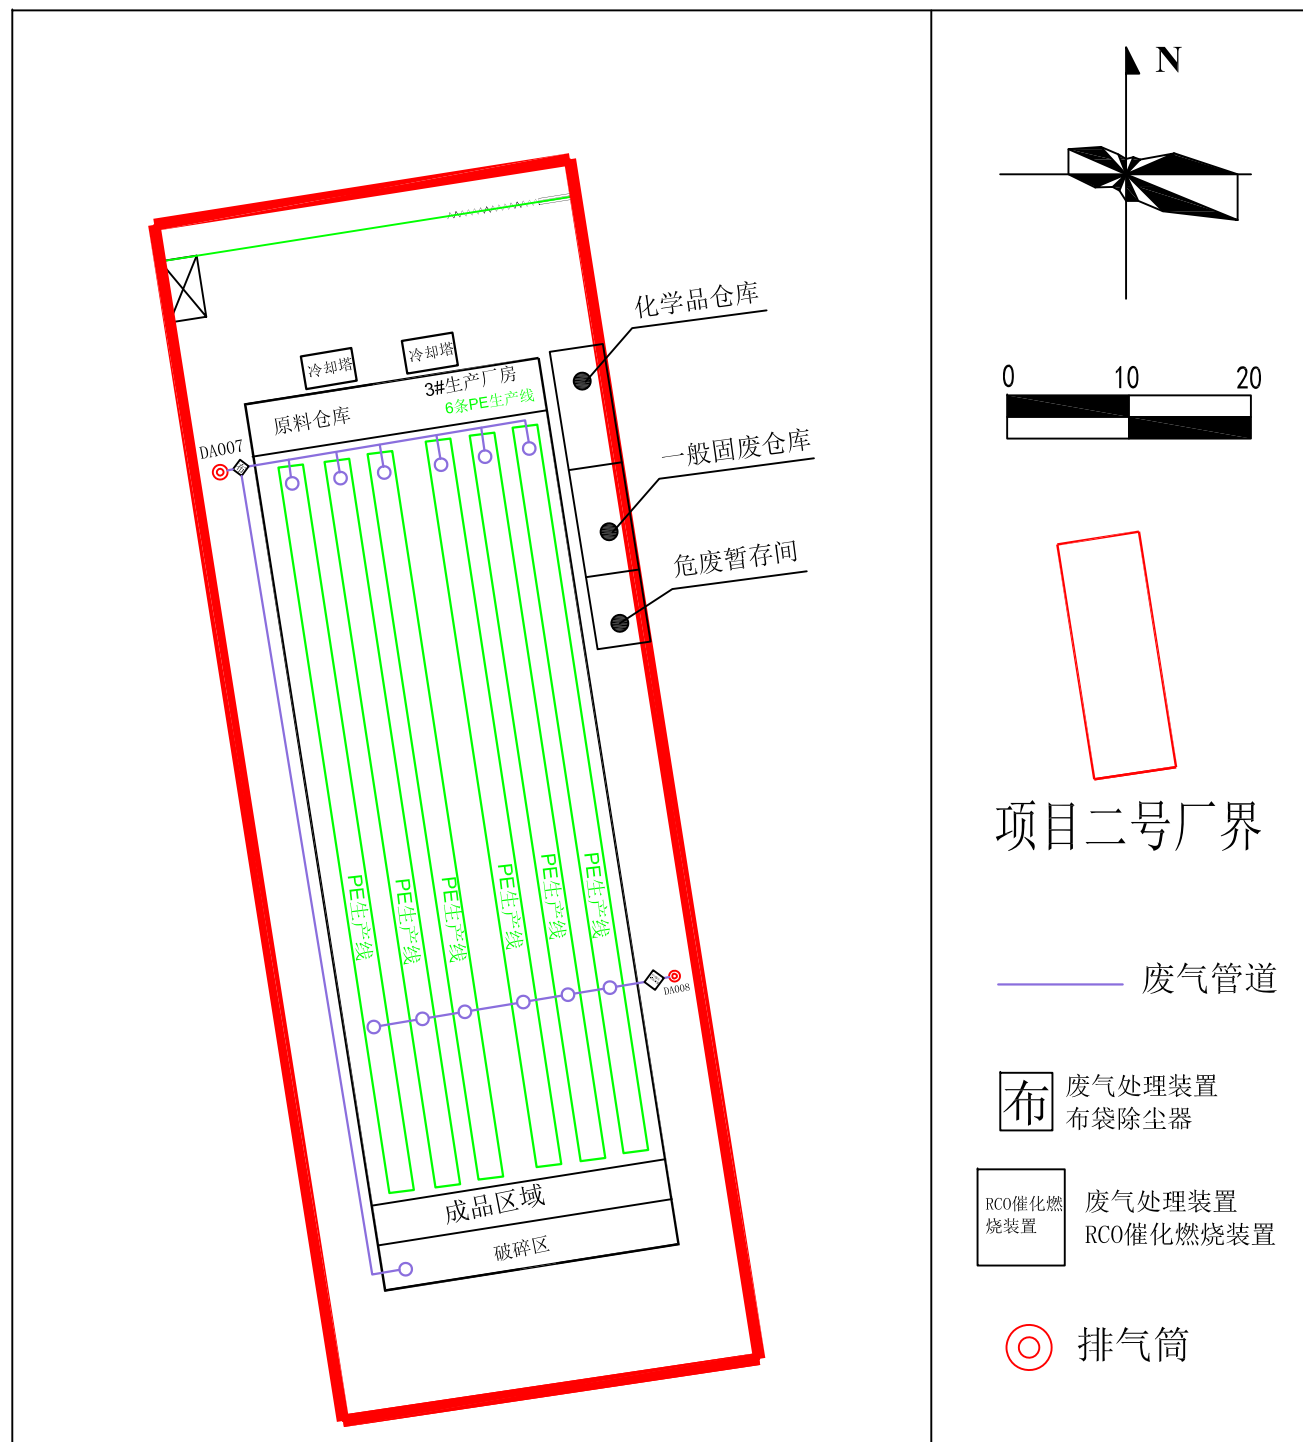 N
化学品仓库
冷却塔
冷却塔
3#生产厂房
6条PE生产线
原料仓库
DA007
一般固废仓库
危废暂存间
PE生产线
PE生产线
PE生产线
PE生产线
PE生产线
PE生产线
DA008
成品区域
破碎区
0 10 20
项目二号厂界
废气管道
布
废气处理装置
布袋除尘器
RCO催化燃
烧装置
废气处理装置
RCO催化燃烧装置
排气筒